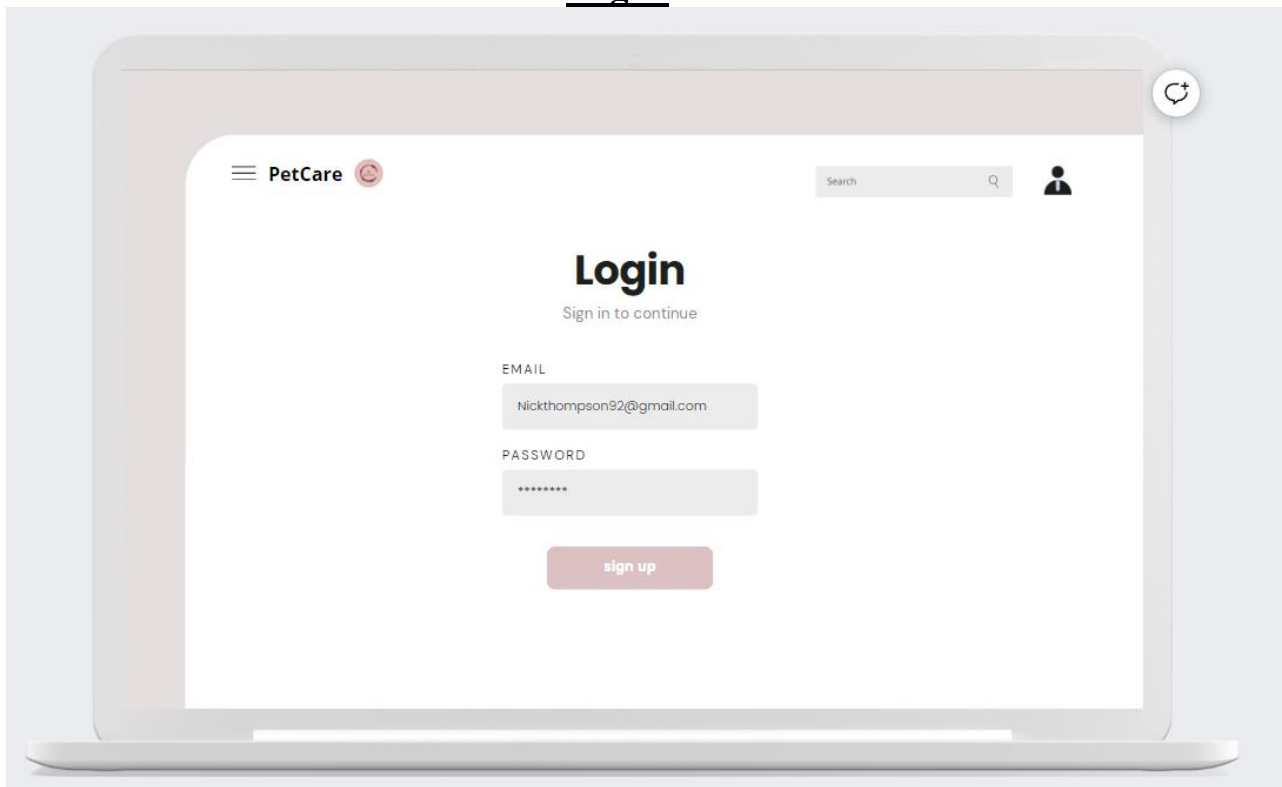 PetCare
Search
Login
Sign in to continue
EMAIL
Nickthompson92@gmail.com
PASSWORD
********
sign up